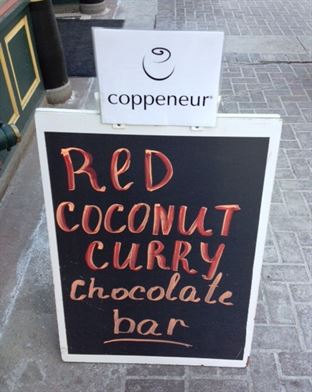 coppeneur®
RED
COCONUT
CURRY
chocolate
bar